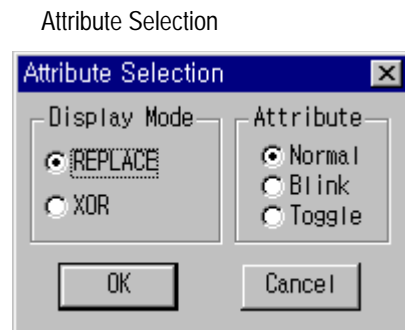 Attribute Selection
Attribute Selection
Display Mode
REPLACE
XOR
Attribute
Normal
Blink
Toggle
OK
Cancel